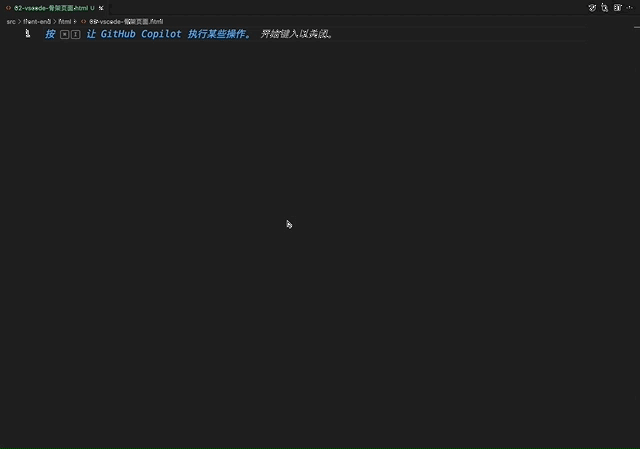 02-vscode-骨架页面.html U
src > front-end > html > 02-vscode-骨架页面.html
1 按 ⌘ I 让 GitHub Copilot 执行某些操作。 开始键入以关闭。